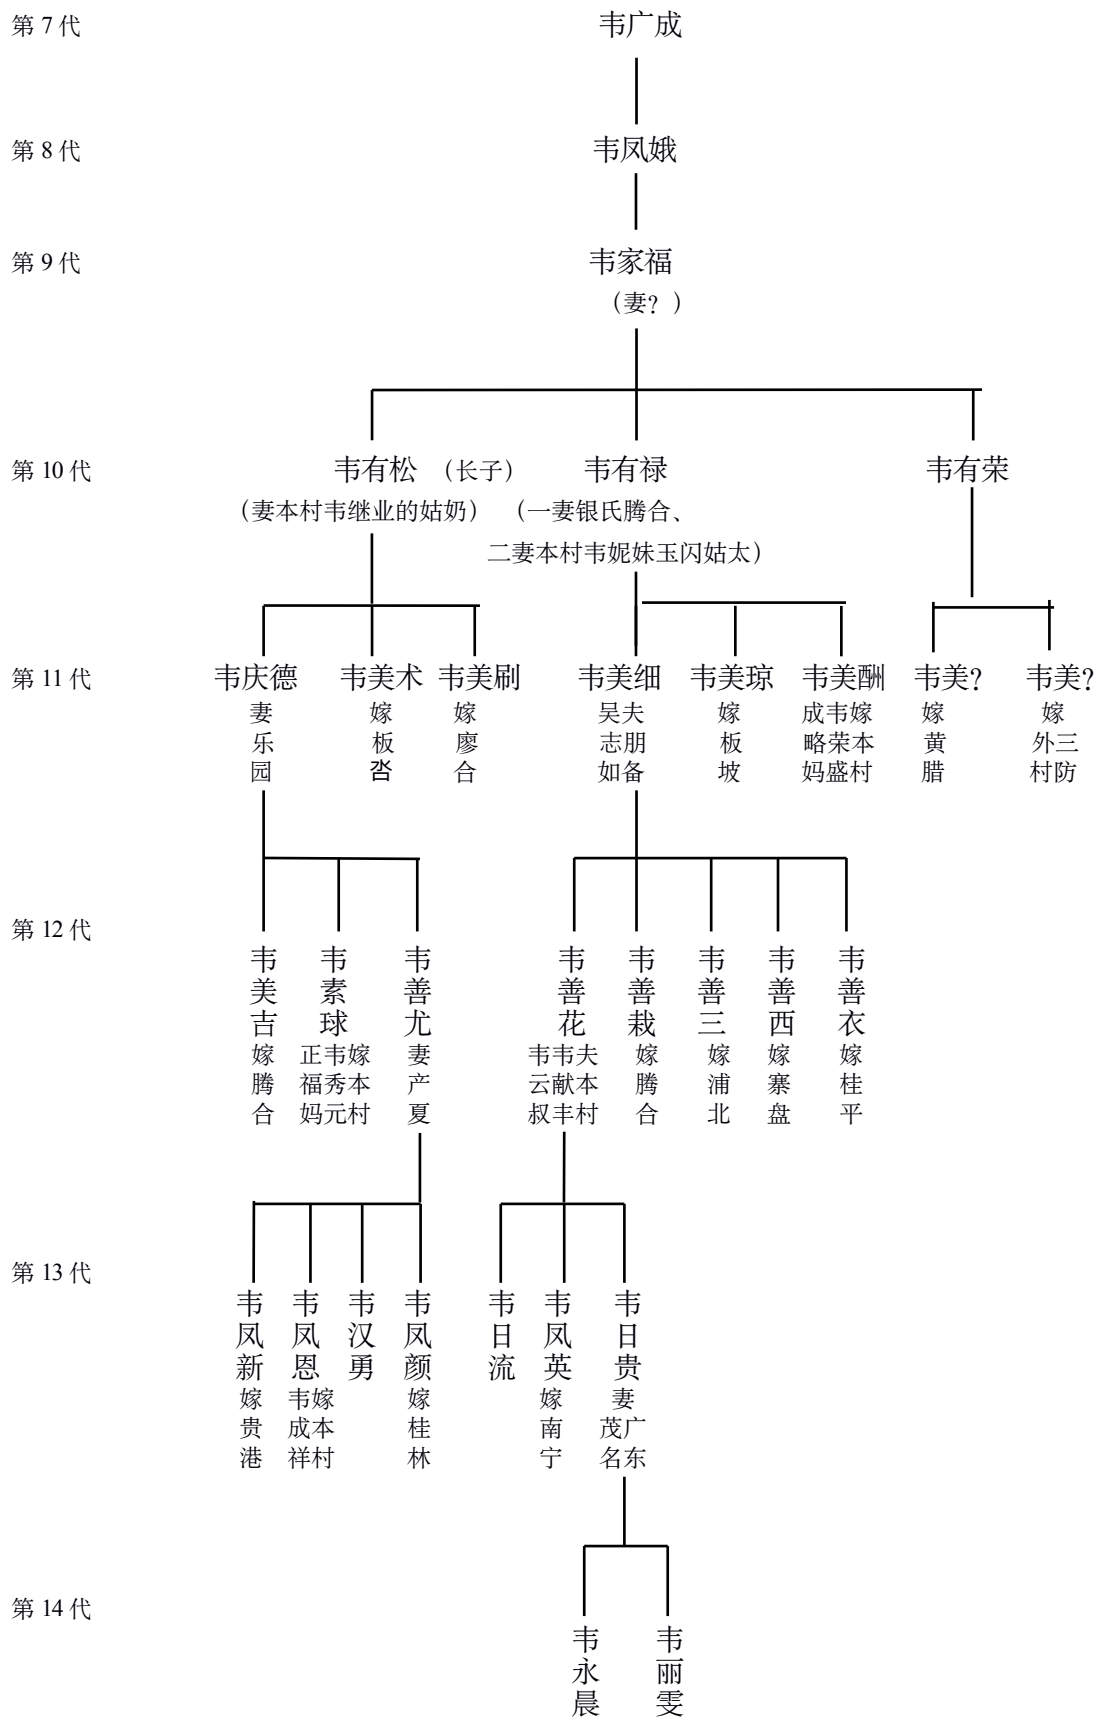 第 7 代
韦广成
第 8 代
韦凤娥
第 9 代
韦家福
（妻？）
第 10 代
韦有松 （长子）
韦有禄
韦有荣
（妻本村韦继业的姑奶）
（一妻银氏腾合、
二妻本村韦妮妹玉闪姑太）
第 11 代
韦庆德
妻乐园
韦美术
嫁板沓
韦美刷
嫁廖合
韦美细
夫朋备
吴志如
韦美琼
嫁板坡
韦美酬
嫁本村
韦荣盛
成略妈
韦美？
嫁黄腊
韦美？
嫁三防
外村
第 12 代
韦美吉
嫁腾合
韦素球
嫁本村
韦秀元
正福妈
韦善尤
妻产夏
韦善花
夫本村
韦献丰
韦云叔
韦善栽
嫁腾合
韦善三
嫁浦北
韦善西
嫁寨盘
韦善衣
嫁桂平
第 13 代
韦凤新
嫁贵港
韦凤恩
嫁本村
韦成祥
韦汉勇
韦凤颜
嫁桂林
韦日流
韦凤英
嫁南宁
韦日贵
妻广东
茂名
第 14 代
韦永晨
韦丽雯